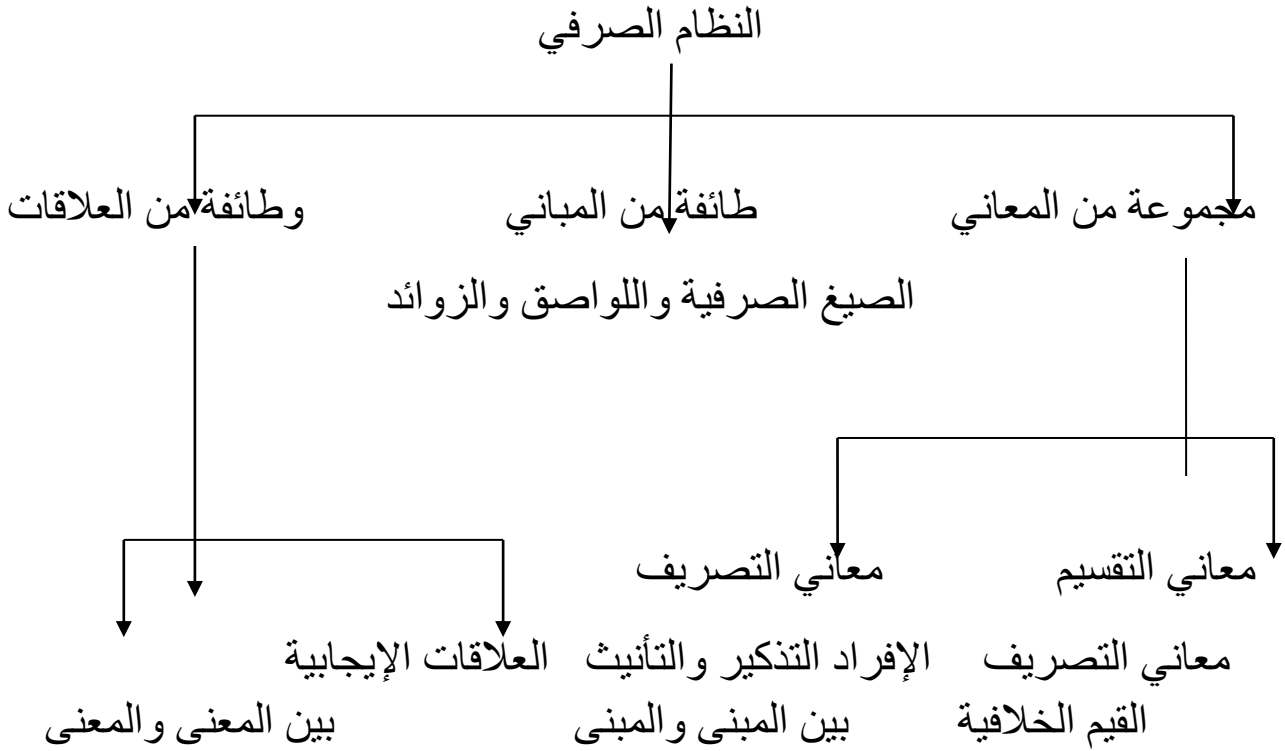 النظام الصرفي
مجموعة من المعاني طائفة من المباني وطائفة من العلاقات
الصيغ الصرفية واللواصق والزوائد
معاني التقسيم معاني التصريف
معاني التصريف الإفراد التذكير والتأنيث العلاقات الإيجابية
القيم الخلافية بين المبنى والمبنى بين المعنى والمعنى